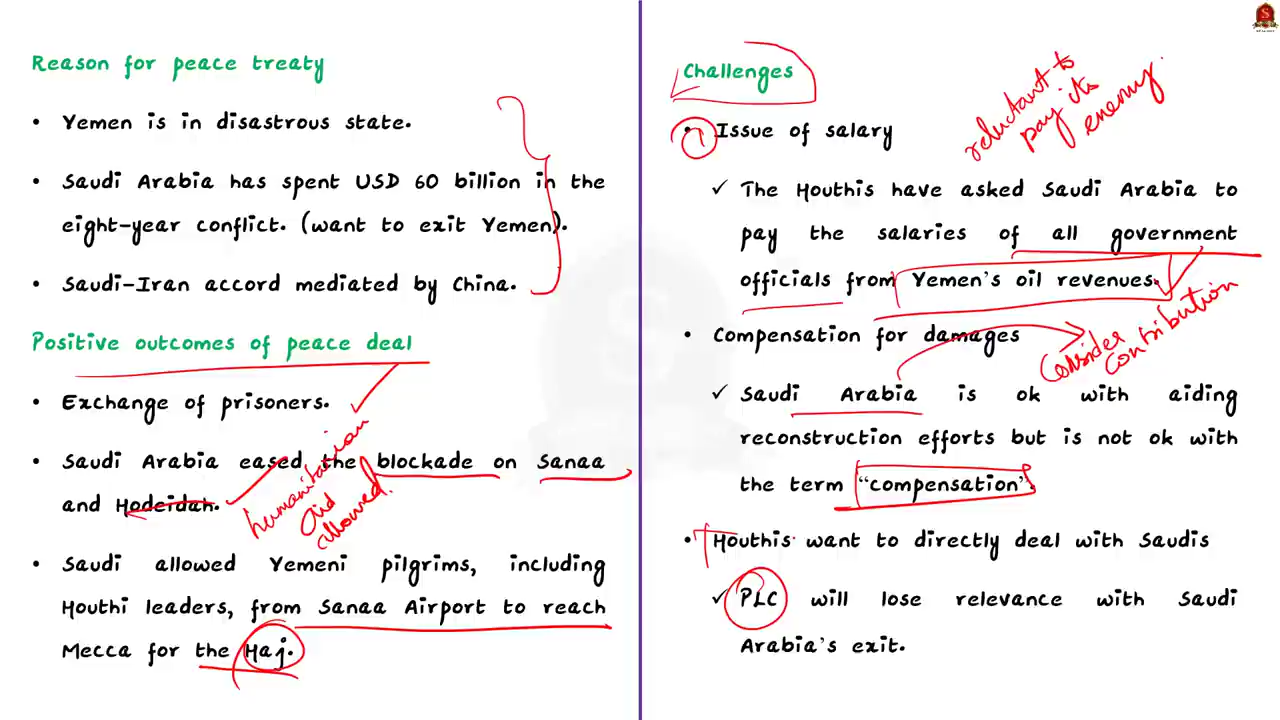 Reason for peace treaty
• Yemen is in disastrous state.
• Saudi Arabia has spent USD 60 billion in the
eight-year conflict. (want to exit Yemen).
• Saudi-Iran accord mediated by China.
Positive outcomes of peace deal
• Exchange of prisoners.
• Saudi Arabia eased the blockade on Sanaa
and Hodeidah.
humanitarian
aid
allowed.
• Saudi allowed Yemeni pilgrims, including
Houthi leaders, from Sanaa Airport to reach
Mecca for the Haj.
Challenges
• Issue of salary
1
reluctant to
pay its
enemy.
✓ The Houthis have asked Saudi Arabia to
pay the salaries of all government
officials from Yemen's oil revenues.
• Compensation for damages
Consider
contribution
✓ Saudi Arabia is ok with aiding
reconstruction efforts but is not ok with
the term "compensation".
• Houthis want to directly deal with Saudis
✓ PLC will lose relevance with Saudi
Arabia's exit.